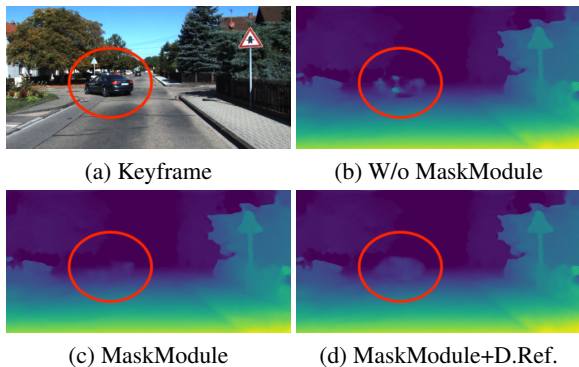 (a) Keyframe
(b) W/o MaskModule
(c) MaskModule
(d) MaskModule+D.Ref.